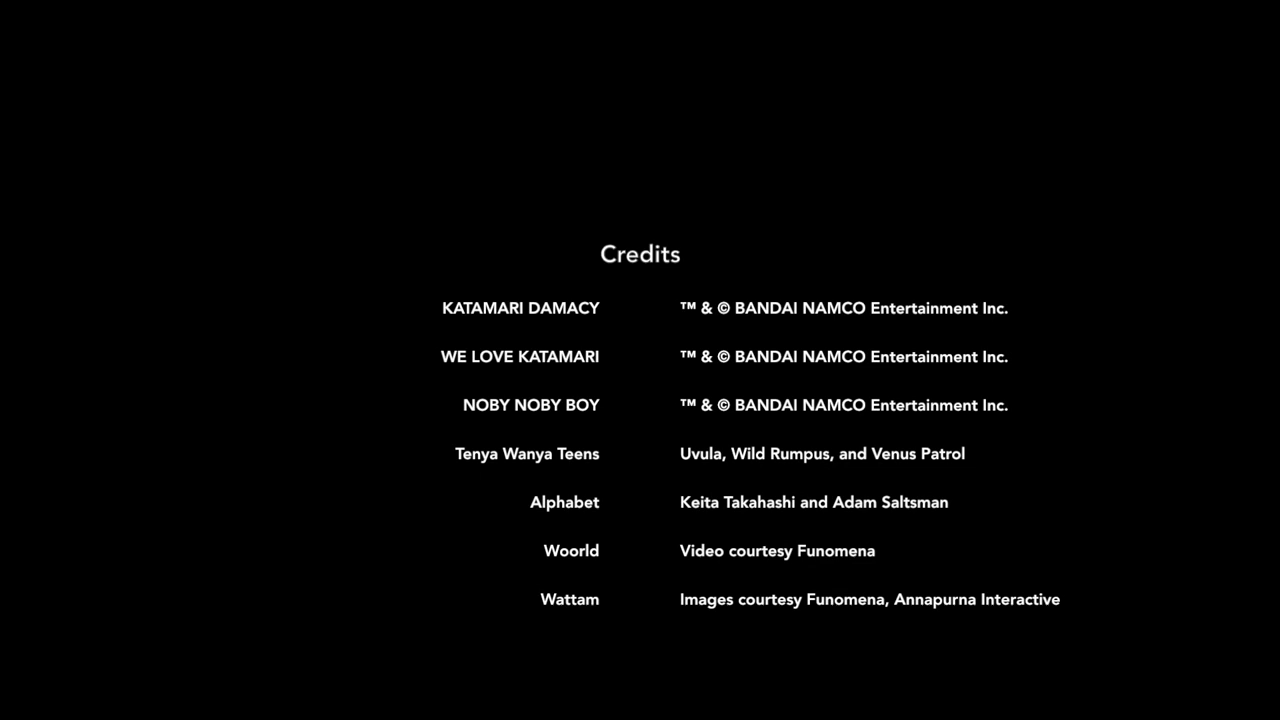 Credits
KATAMARI DAMACY ™ & © BANDAI NAMCO Entertainment Inc.
WE LOVE KATAMARI ™ & © BANDAI NAMCO Entertainment Inc.
NOBY NOBY BOY ™ & © BANDAI NAMCO Entertainment Inc.
Tenya Wanya Teens Uvula, Wild Rumpus, and Venus Patrol
Alphabet Keita Takahashi and Adam Saltsman
Woorld Video courtesy Funomena
Wattam Images courtesy Funomena, Annapurna Interactive